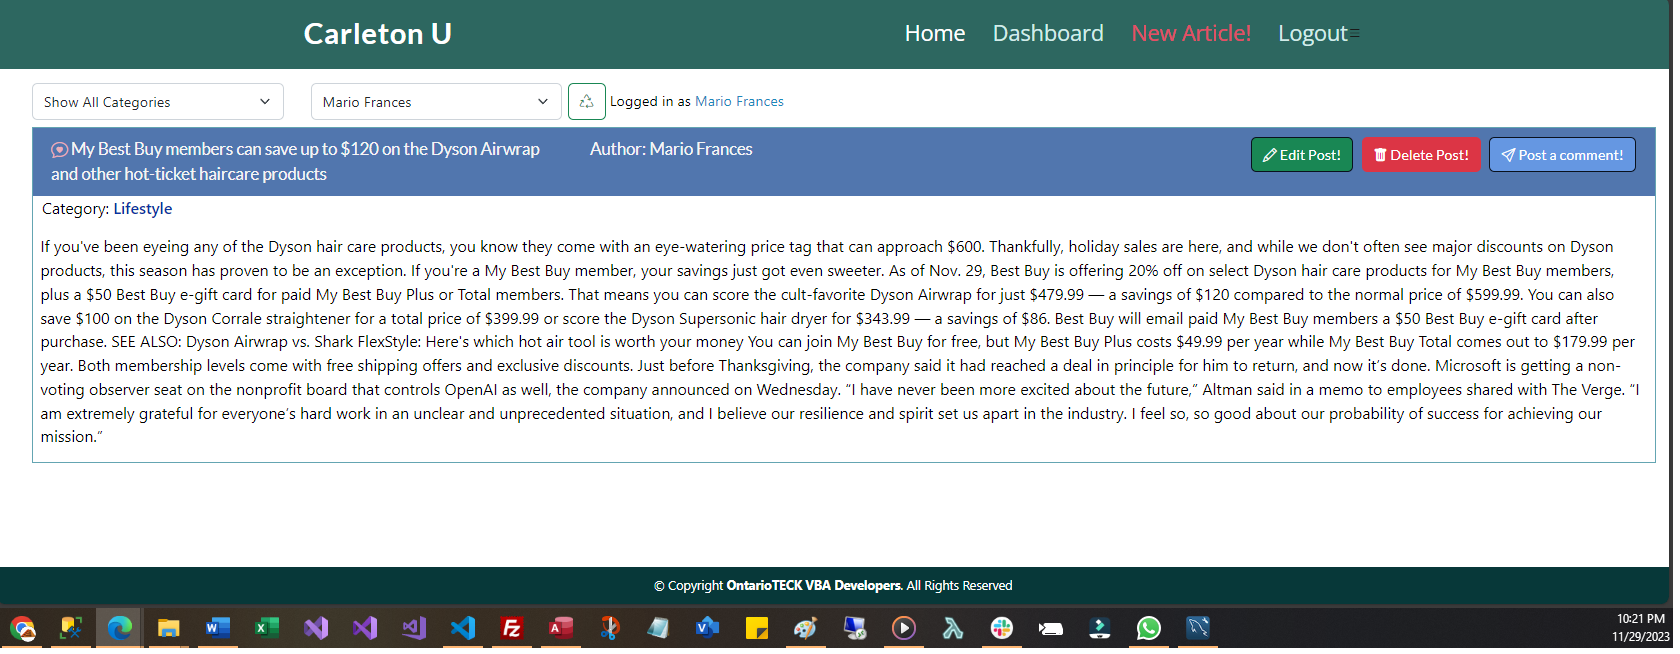 Carleton U
Home Dashboard New Article! Logout
Show All Categories Mario Frances Logged in as Mario Frances
My Best Buy members can save up to $120 on the Dyson Airwrap
and other hot-ticket haircare products
Author: Mario Frances
Edit Post! Delete Post! Post a comment!
Category: Lifestyle
If you've been eyeing any of the Dyson hair care products, you know they come with an eye-watering price tag that can approach $600. Thankfully, holiday sales are here, and while we don't often see major discounts on Dyson
products, this season has proven to be an exception. If you're a My Best Buy member, your savings just got even sweeter. As of Nov. 29, Best Buy is offering 20% off on select Dyson hair care products for My Best Buy members,
plus a $50 Best Buy e-gift card for paid My Best Buy Plus or Total members. That means you can score the cult-favorite Dyson Airwrap for just $479.99 — a savings of $120 compared to the normal price of $599.99. You can also
save $100 on the Dyson Corrale straightener for a total price of $399.99 or score the Dyson Supersonic hair dryer for $343.99 — a savings of $86. Best Buy will email paid My Best Buy members a $50 Best Buy e-gift card after
purchase. SEE ALSO: Dyson Airwrap vs. Shark FlexStyle: Here's which hot air tool is worth your money You can join My Best Buy for free, but My Best Buy Plus costs $49.99 per year while My Best Buy Total comes out to $179.99 per
year. Both membership levels come with free shipping offers and exclusive discounts. Just before Thanksgiving, the company said it had reached a deal in principle for him to return, and now it’s done. Microsoft is getting a non-
voting observer seat on the nonprofit board that controls OpenAI as well, the company announced on Wednesday. “I have never been more excited about the future,” Altman said in a memo to employees shared with The Verge. “I
am extremely grateful for everyone’s hard work in an unclear and unprecedented situation, and I believe our resilience and spirit set us apart in the industry. I feel so, so good about our probability of success for achieving our
mission.”
© Copyright OntarioTECK VBA Developers. All Rights Reserved
10:21 PM
11/29/2023